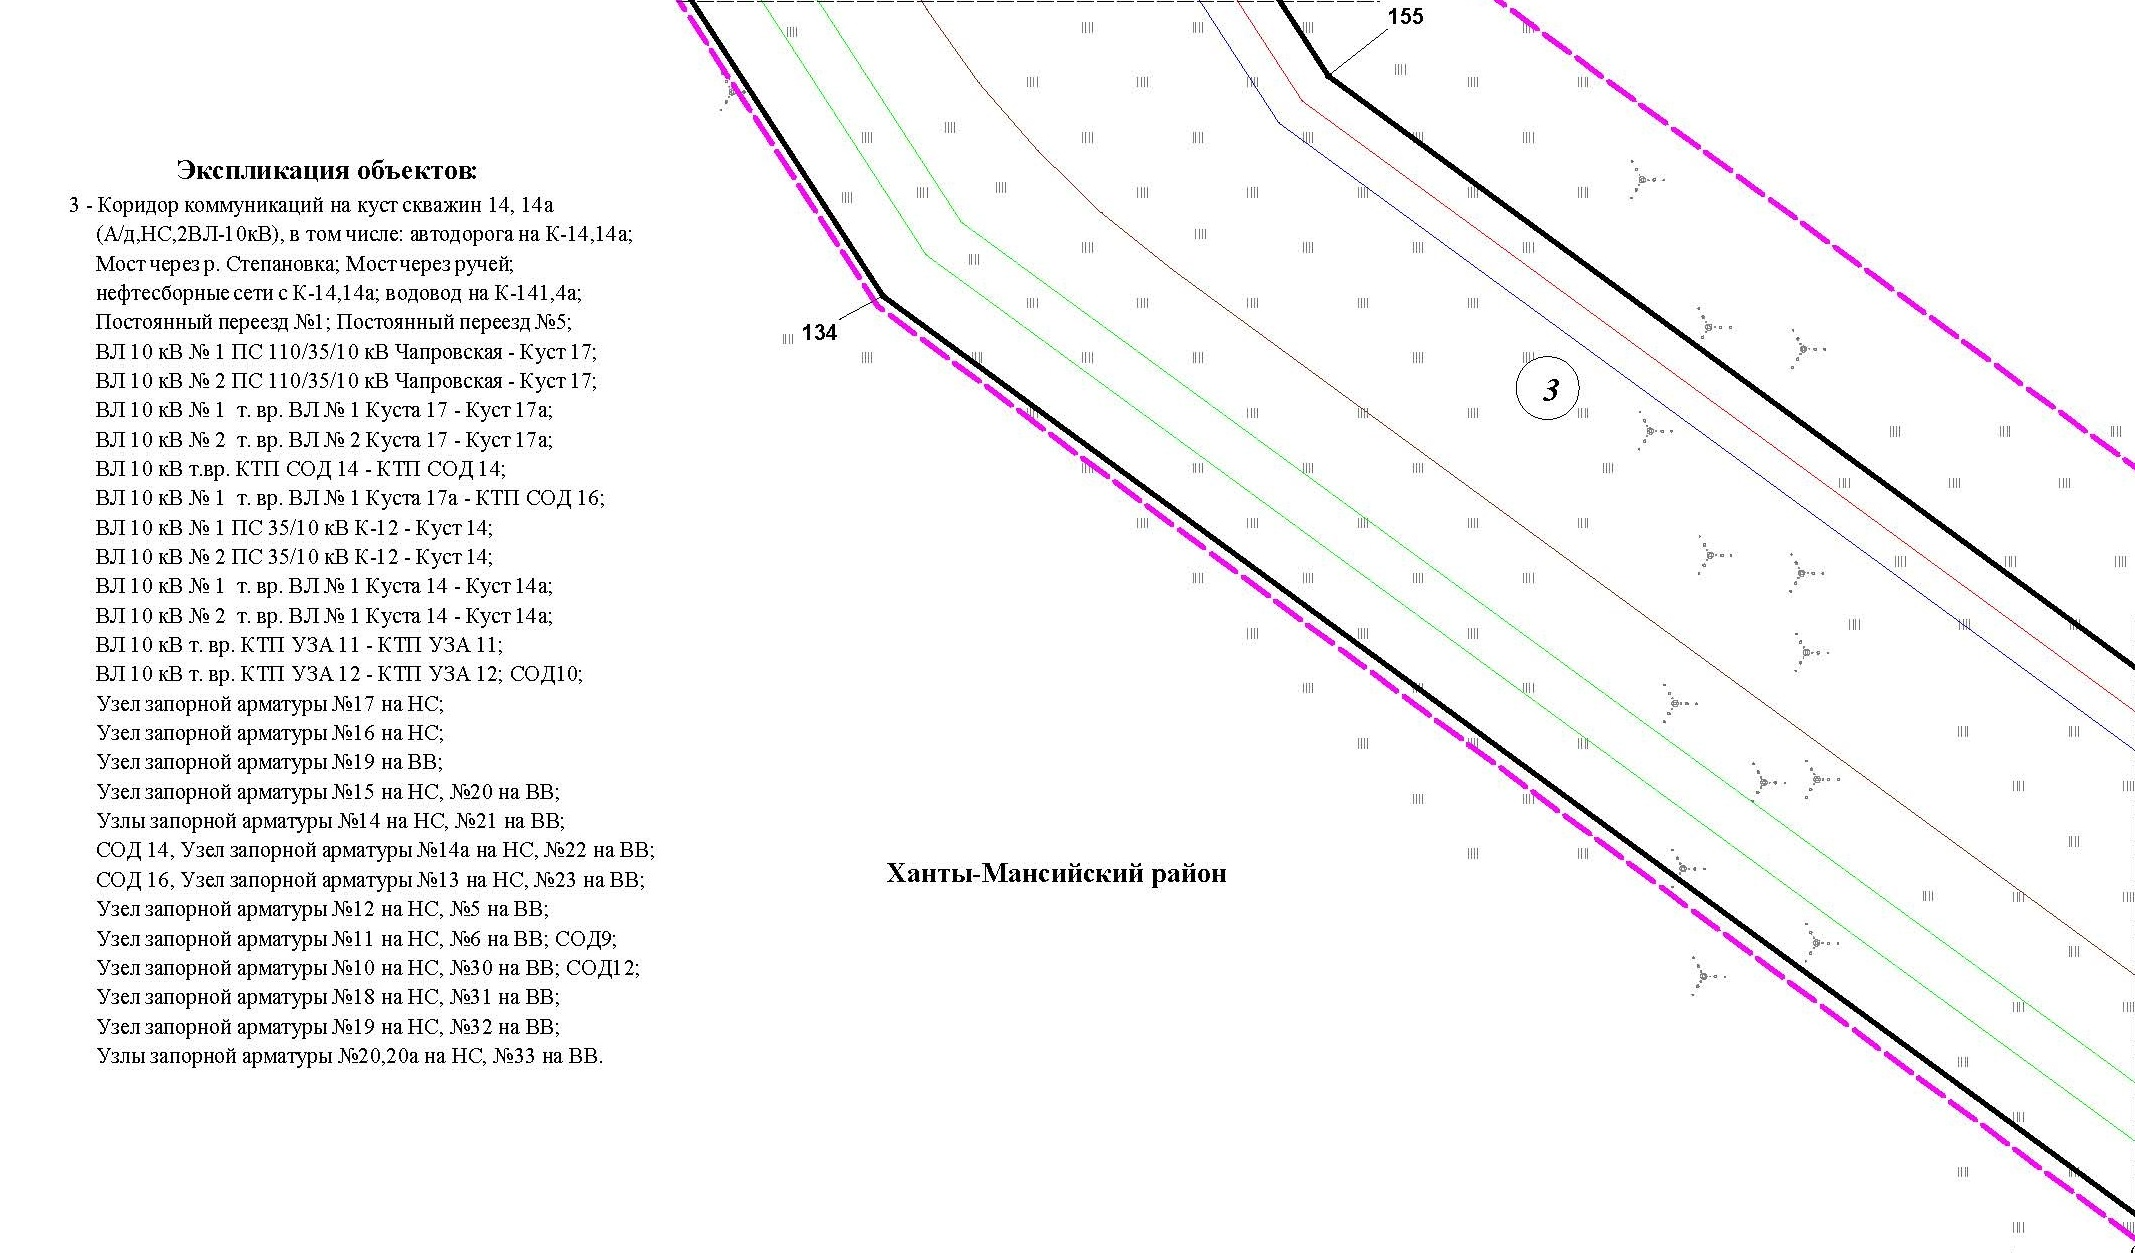 155
Экспликация объектов:
3 - Коридор коммуникаций на куст скважин 14, 14а
(А/д,НС,2ВЛ-10кВ), в том числе: автодорога на К-14,14а;
Мост через р. Степановка; Мост через ручей;
нефтесборные сети с К-14,14а; водовод на К-141,4а;
Постоянный переезд №1; Постоянный переезд №5;
134
ВЛ 10 кВ № 1 ПС 110/35/10 кВ Чапровская - Куст 17;
ВЛ 10 кВ № 2 ПС 110/35/10 кВ Чапровская - Куст 17;
3
ВЛ 10 кВ № 1 т. вр. ВЛ № 1 Куста 17 - Куст 17а;
ВЛ 10 кВ № 2 т. вр. ВЛ № 2 Куста 17 - Куст 17а;
ВЛ 10 кВ т.вр. КТП СОД 14 - КТП СОД 14;
ВЛ 10 кВ № 1 т. вр. ВЛ № 1 Куста 17а - КТП СОД 16;
ВЛ 10 кВ № 1 ПС 35/10 кВ К-12 - Куст 14;
ВЛ 10 кВ № 2 ПС 35/10 кВ К-12 - Куст 14;
ВЛ 10 кВ № 1 т. вр. ВЛ № 1 Куста 14 - Куст 14а;
ВЛ 10 кВ № 2 т. вр. ВЛ № 1 Куста 14 - Куст 14а;
ВЛ 10 кВ т. вр. КТП УЗА 11 - КТП УЗА 11;
ВЛ 10 кВ т. вр. КТП УЗА 12 - КТП УЗА 12; СОД10;
Узел запорной арматуры №17 на НС;
Узел запорной арматуры №16 на НС;
Узел запорной арматуры №19 на ВВ;
Узел запорной арматуры №15 на НС, №20 на ВВ;
Узлы запорной арматуры №14 на НС, №21 на ВВ;
СОД 14, Узел запорной арматуры №14а на НС, №22 на ВВ;
СОД 16, Узел запорной арматуры №13 на НС, №23 на ВВ;
Ханты-Мансийский район
Узел запорной арматуры №12 на НС, №5 на ВВ;
Узел запорной арматуры №11 на НС, №6 на ВВ; СОД9;
Узел запорной арматуры №10 на НС, №30 на ВВ; СОД12;
Узел запорной арматуры №18 на НС, №31 на ВВ;
Узел запорной арматуры №19 на НС, №32 на ВВ;
Узлы запорной арматуры №20,20а на НС, №33 на ВВ.